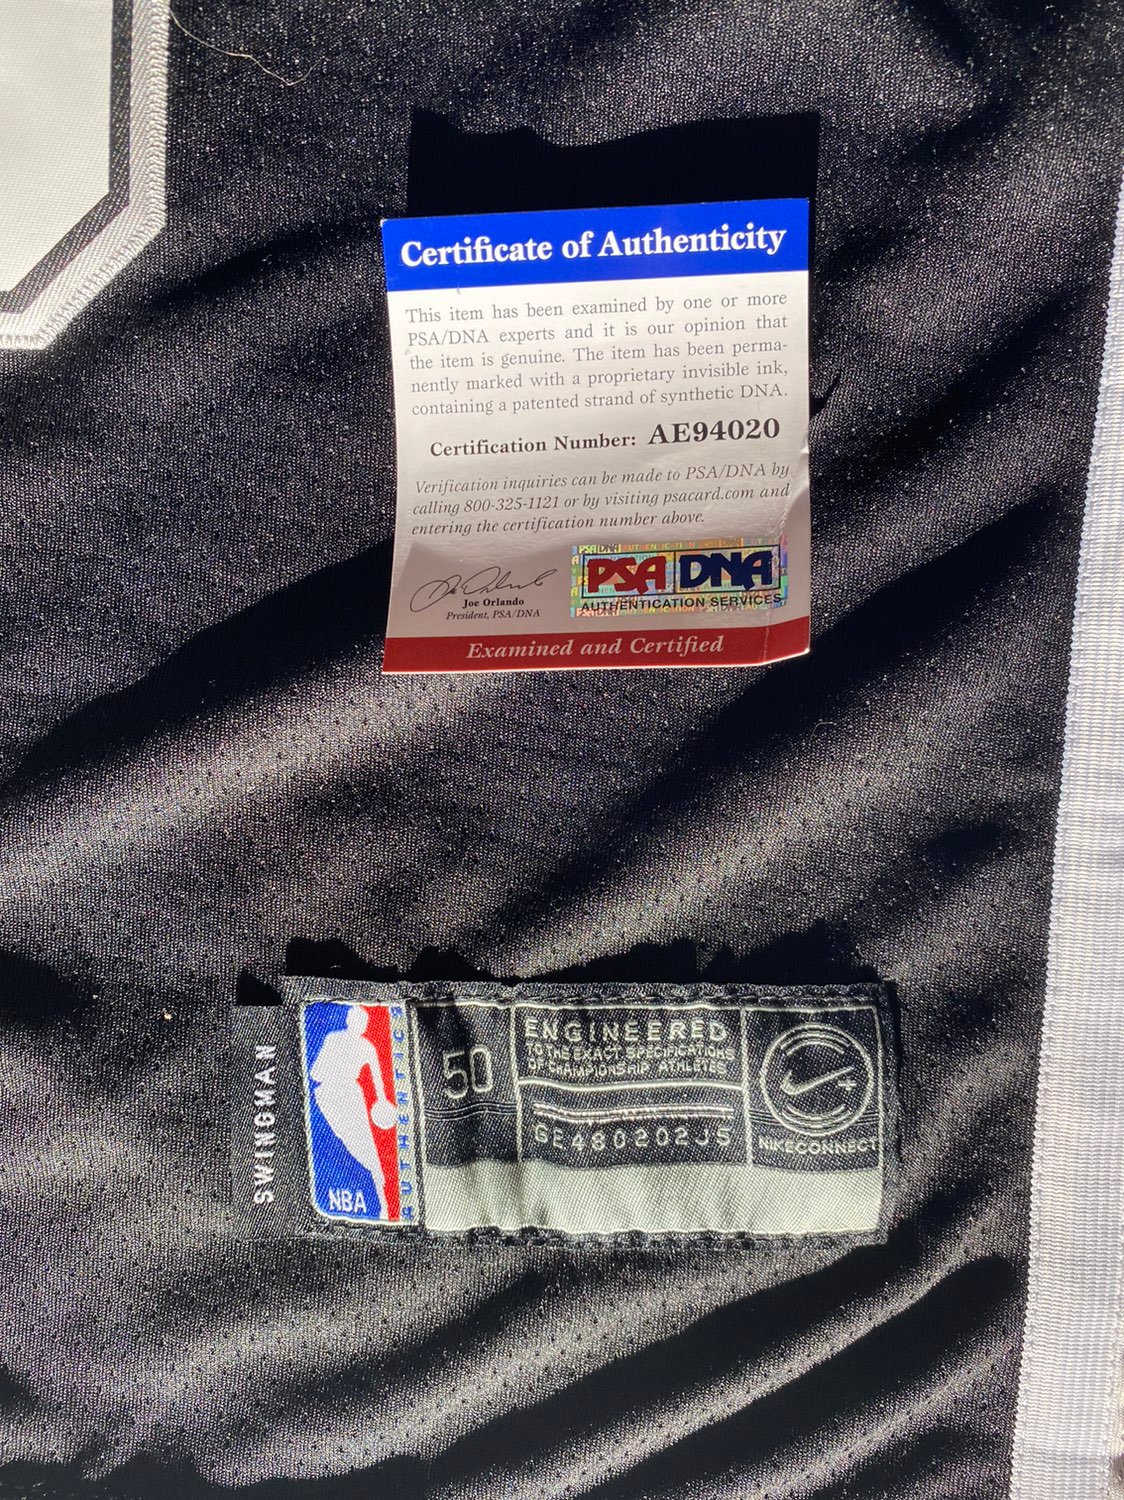 Certificate of Authenticity
This item has been examined by one or more
PSA/DNA experts and it is our opinion that
the item is genuine. The item has been perma-
nently marked with a proprietary invisible ink,
containing a patented strand of synthetic DNA.
Certification Number: AE94020
Verification inquiries can be made to PSA/DNA by
calling 800-325-1121 or by visiting psacard.com and
entering the certification number above.
Joe Orlando
President, PSA/DNA
PSA DNA
AUTHENTICATION SERVICES
Examined and Certified
SWINGMAN
NBA
AUTHENTICS
50
ENGINEERED
TO THE EXACT SPECIFICATIONS
OF CHAMPIONSHIP ATHLETES
GE480202JS
NIKECONNECT